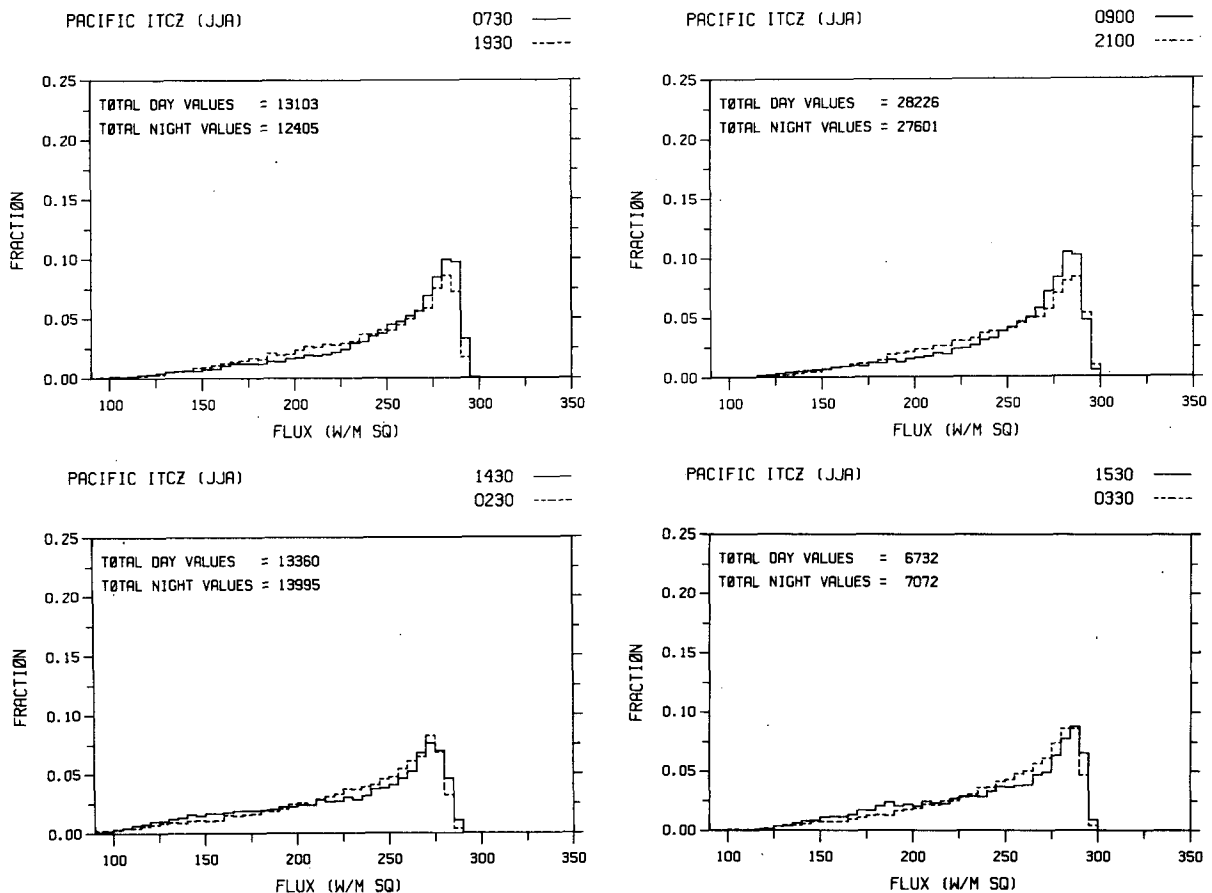 PACIFIC ITCZ (JJA)
0730
1930
0.25
0.20
0.15
0.10
0.05
0.00
TØTAL DAY VALUES = 13103
TØTAL NIGHT VALUES = 12405
FRACTIØN
100 150 200 250 300 350
FLUX (W/M SQ)
PACIFIC ITCZ (JJA)
0900
2100
0.25
0.20
0.15
0.10
0.05
0.00
TØTAL DAY VALUES = 28226
TØTAL NIGHT VALUES = 27601
FRACTIØN
100 150 200 250 300 350
FLUX (W/M SQ)
PACIFIC ITCZ (JJA)
1430
0230
0.25
0.20
0.15
0.10
0.05
0.00
TØTAL DAY VALUES = 13360
TØTAL NIGHT VALUES = 13995
FRACTIØN
100 150 200 250 300 350
FLUX (W/M SQ)
PACIFIC ITCZ (JJA)
1530
0330
0.25
0.20
0.15
0.10
0.05
0.00
TØTAL DAY VALUES = 6732
TØTAL NIGHT VALUES = 7072
FRACTIØN
100 150 200 250 300 350
FLUX (W/M SQ)